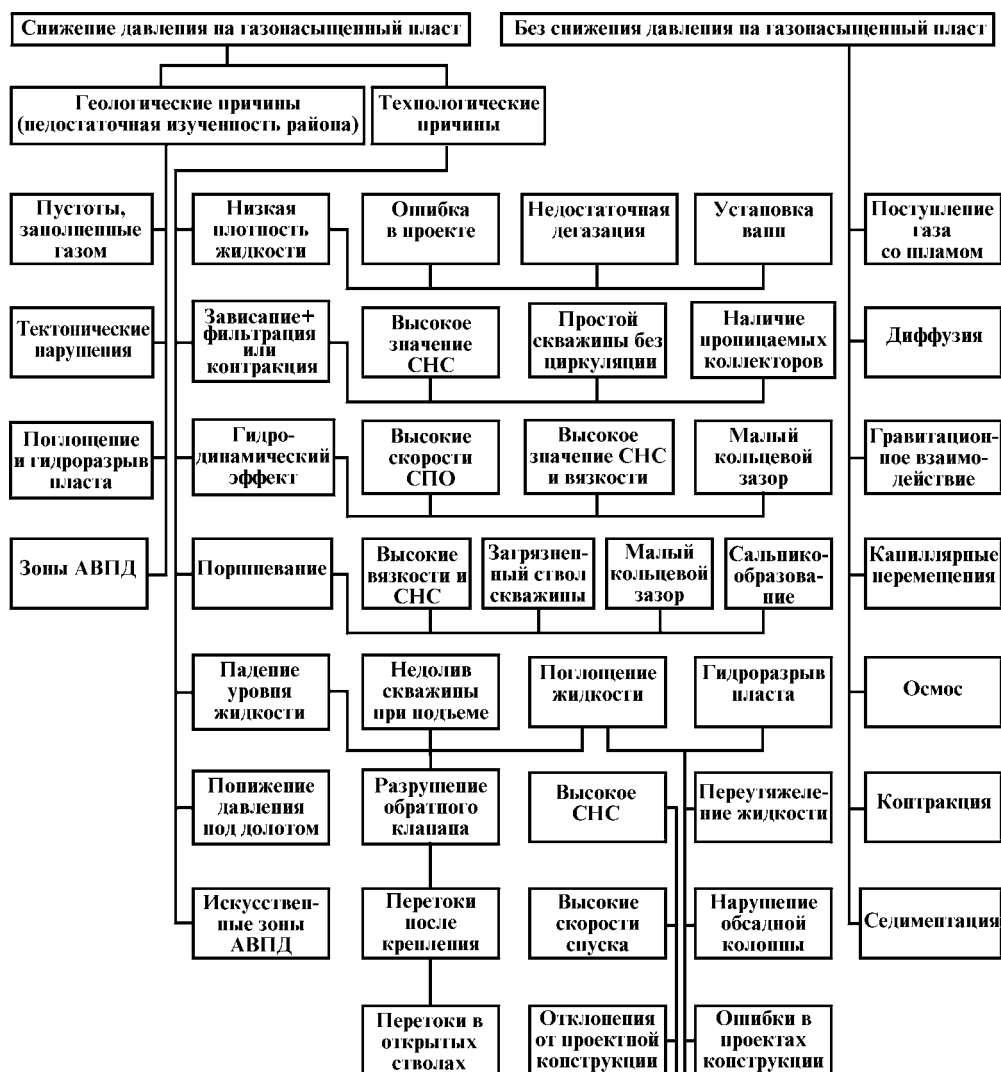 Снижение давления на газонасыщенный пласт
Без снижения давления на газонасыщенный пласт
Геологические причины
(недостаточная изученность района)
Технологические
причины
Пустоты,
заполненные
газом
Низкая
плотность
жидкости
Ошибка
в проекте
Недостаточная
дегазация
Установка
ванн
Поступление
газа
со шламом
Тектонические
нарушения
Зависание+
фильтрация
или
контракция
Высокое
значение
СНС
Простой
скважины без
циркуляции
Наличие
проницаемых
коллекторов
Диффузия
Поглощение
и гидроразрыв
пласта
Гидро-
динамический
эффект
Высокие
скорости
СПО
Высокое
значение СНС
и вязкости
Малый
кольцевой
зазор
Гравитацион-
ное взаимо-
действие
Зоны АВПД
Поршневание
Высокие
вязкости и
СНС
Загрязнен-
ный ствол
скважины
Малый
кольцевой
зазор
Сальнико-
образова-
ние
Капиллярные
перемещения
Падение
уровня
жидкости
Недолив
скважины
при подъеме
Поглощение
жидкости
Гидроразрыв
пласта
Осмос
Понижение
давления
под долотом
Разрушение
обратного
клапана
Высокое
СНС
Переутяжеле-
ние жидкости
Контракция
Искусствен-
ные зоны
АВПД
Перетоки
после
крепления
Высокие
скорости
спуска
Нарушение
обсадной
колонны
Седиментация
Перетоки в
открытых
стволах
Отклонения
от проектной
конструкции
Ошибки в
проектах
конструкции